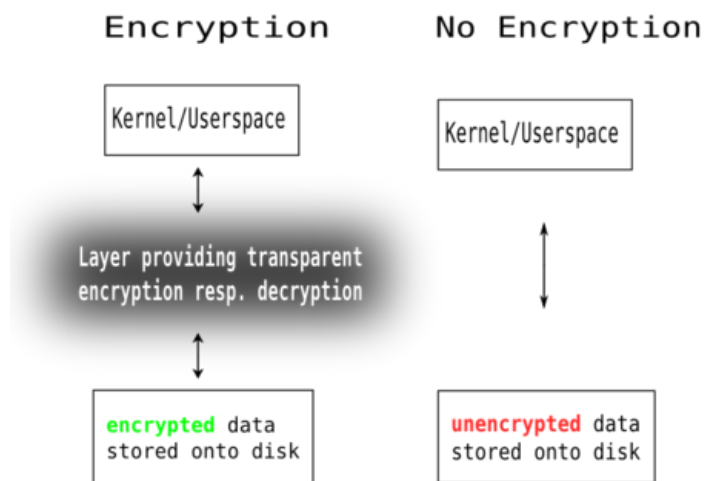 Encryption
No Encryption
Kernel/Userspace
Kernel/Userspace
Layer providing transparent
encryption resp. decryption
encrypted data
stored onto disk
unencrypted data
stored onto disk